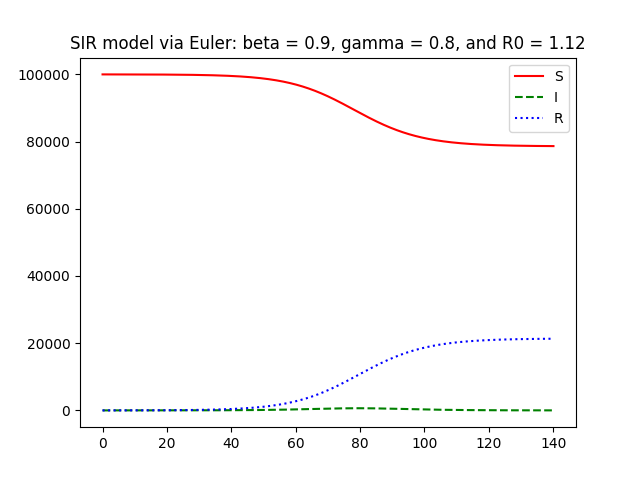 SIR model via Euler: beta = 0.9, gamma = 0.8, and R0 = 1.12
S
I
R
100000
80000
60000
40000
20000
0
0 20 40 60 80 100 120 140